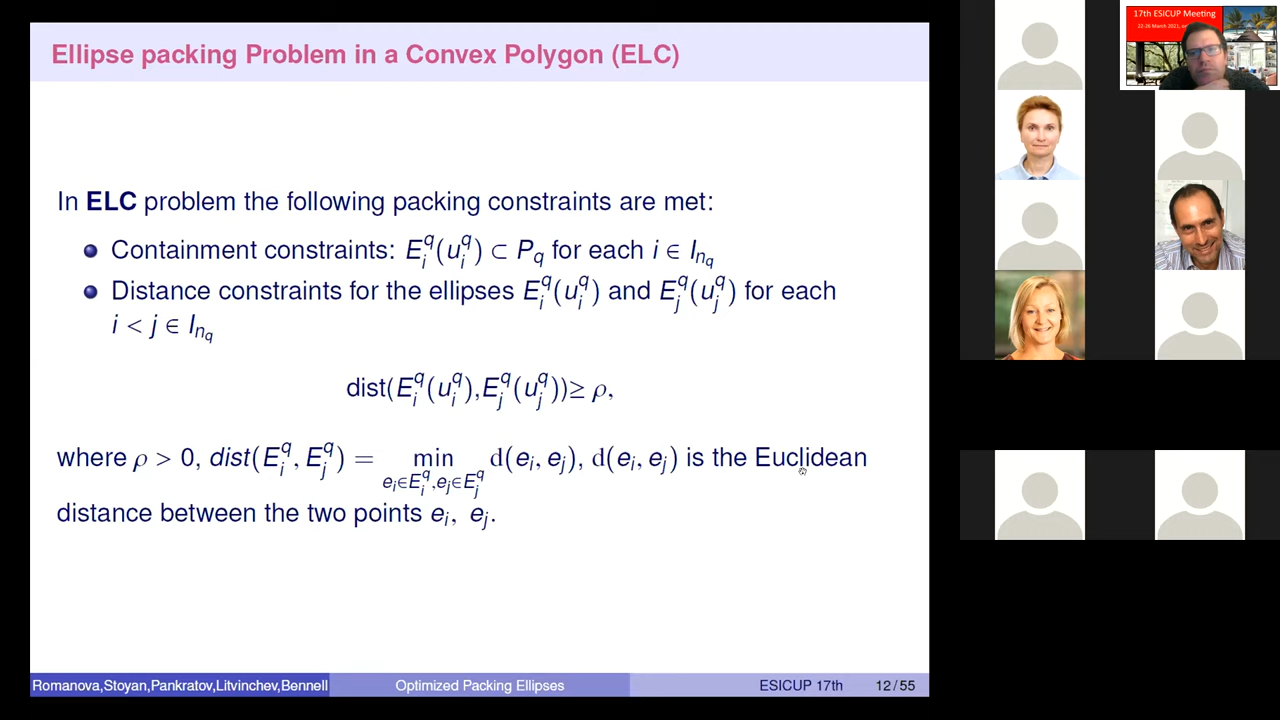 Ellipse packing Problem in a Convex Polygon (ELC)
In ELC problem the following packing constraints are met:
Containment constraints: E_i^q(u_i^q) ⊂ P_q for each i ∈ I_{n_q}
Distance constraints for the ellipses E_i^q(u_i^q) and E_j^q(u_j^q) for each
i < j ∈ I_{n_q}
dist(E_i^q(u_i^q),E_j^q(u_j^q))≥ ρ,
where ρ > 0, dist(E_i^q, E_j^q) = min_{e_i∈E_i^q,e_j∈E_j^q} d(e_i, e_j), d(e_i, e_j) is the Euclidean
distance between the two points e_i, e_j.
Romanova,Stoyan,Pankratov,Litvinchev,Bennell
Optimized Packing Ellipses
ESICUP 17th
12/55
17th ESICUP Meeting
22-26 March 2021,